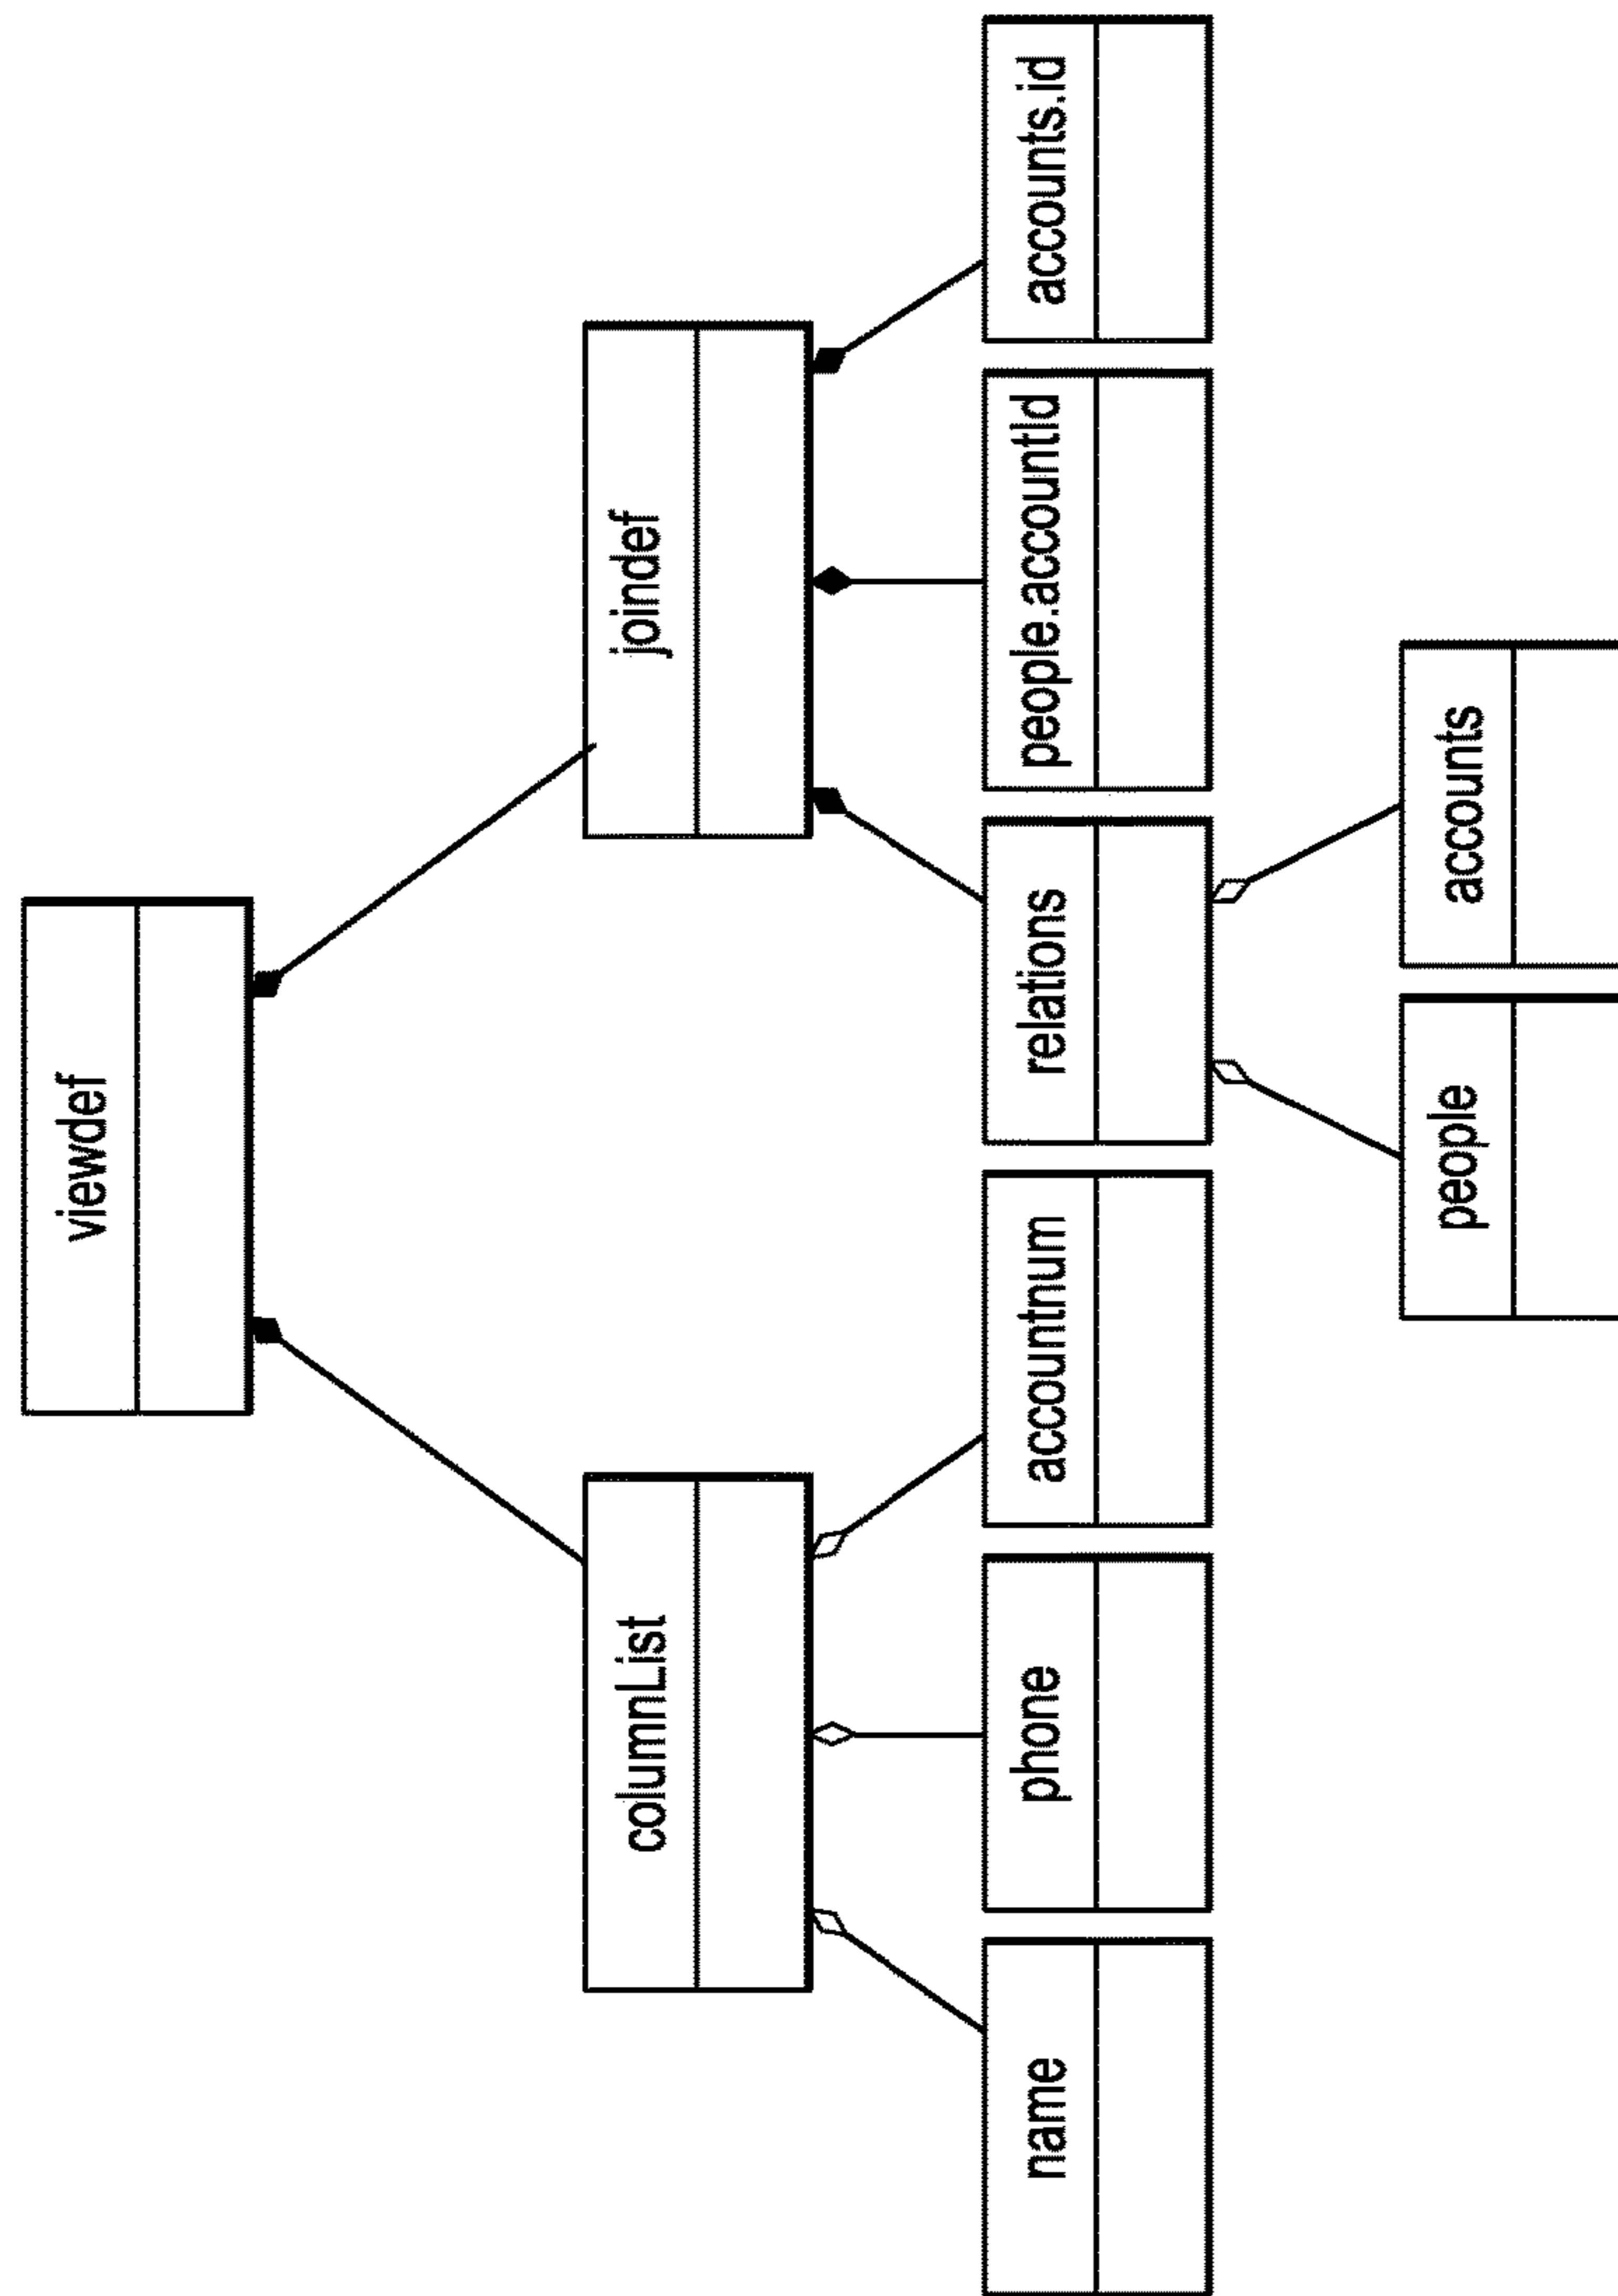 viewdef
columnList
joindef
name
phone
accountnum
relations
people.accountId
accounts.id
people
accounts